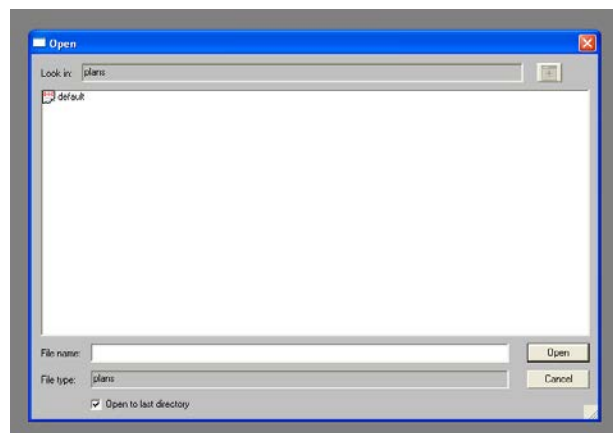 Open
Look in: plans
default
File name: Open
File type: plans Cancel
Open to last directory